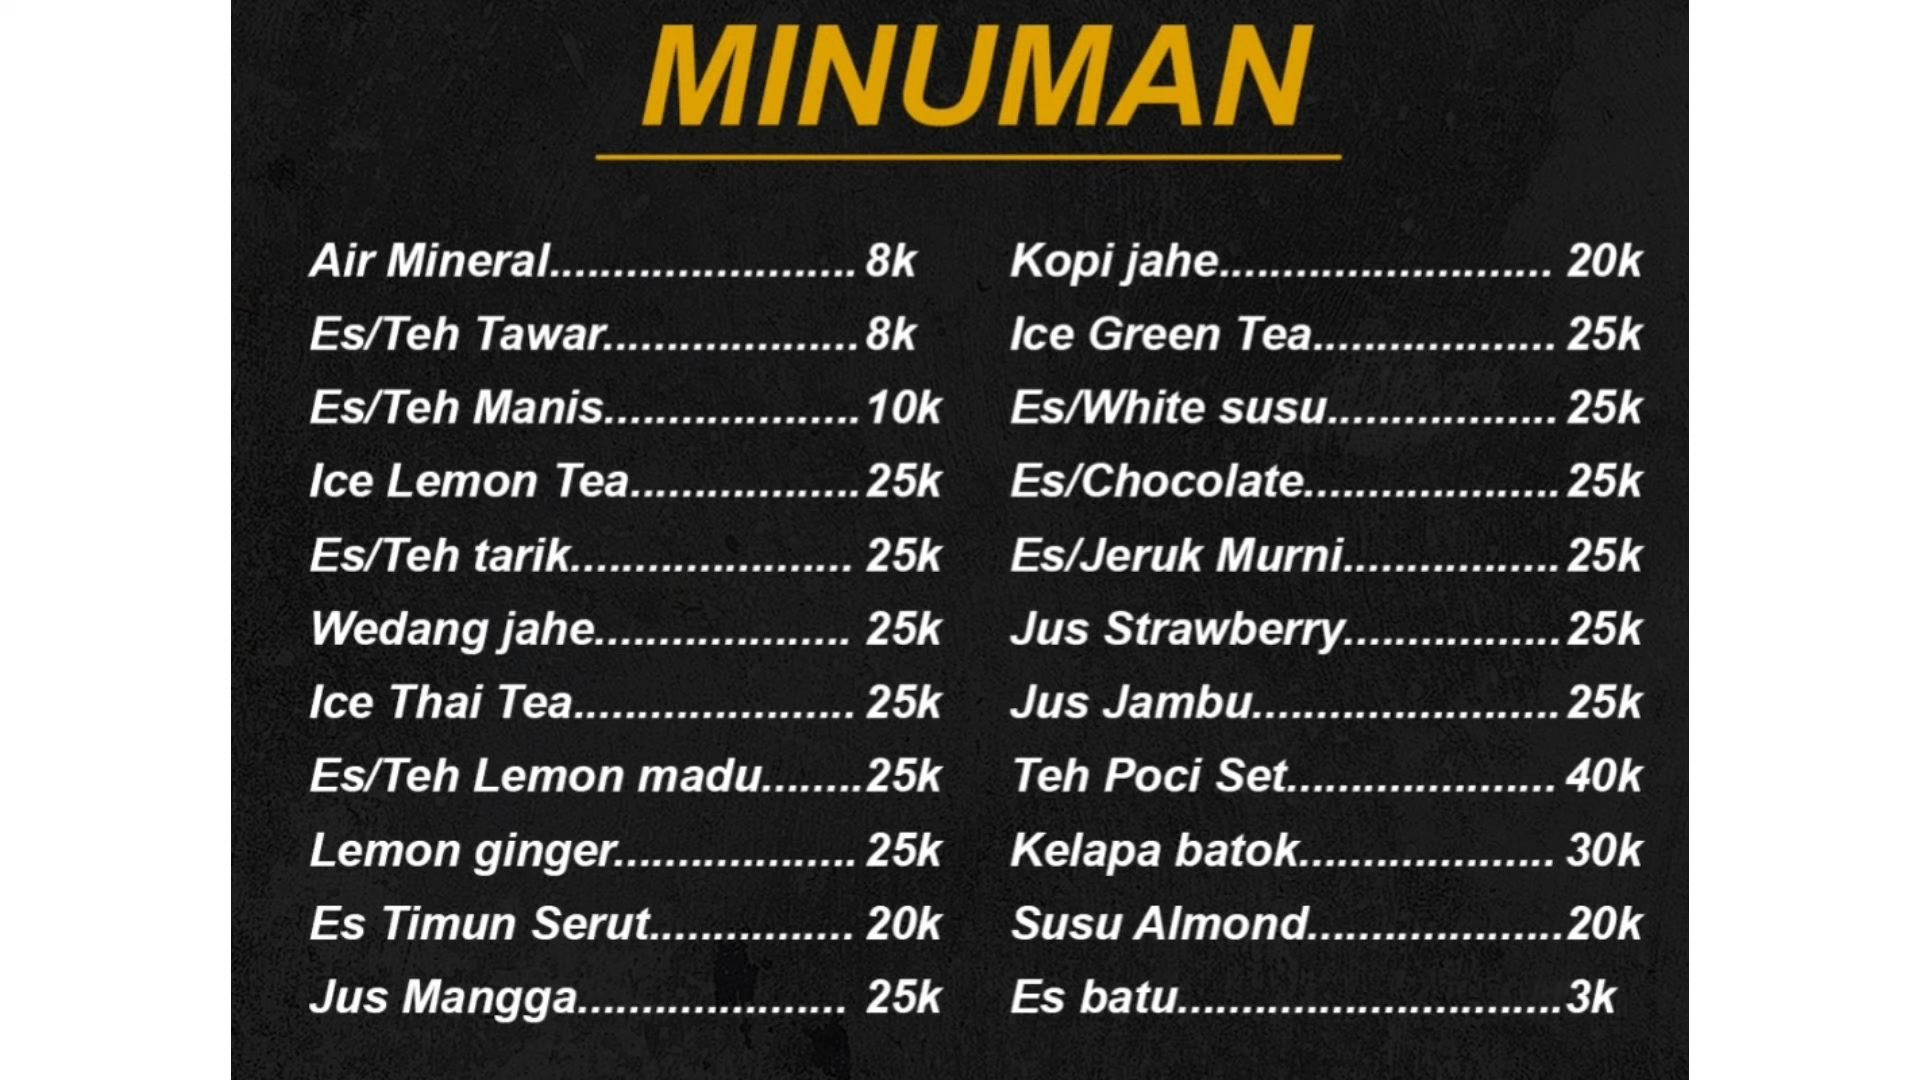 MINUMAN
Air Mineral........................ 8k
Es/Teh Tawar....................8k
Es/Teh Manis....................10k
Ice Lemon Tea..................25k
Es/Teh tarik...................... 25k
Wedang jahe.................... 25k
Ice Thai Tea...................... 25k
Es/Teh Lemon madu........25k
Lemon ginger................... 25k
Es Timun Serut................ 20k
Jus Mangga..................... 25k
Kopi jahe.......................... 20k
Ice Green Tea................... 25k
Es/White susu.................. 25k
Es/Chocolate....................25k
Es/Jeruk Murni.................25k
Jus Strawberry.................25k
Jus Jambu........................25k
Teh Poci Set..................... 40k
Kelapa batok.................... 30k
Susu Almond....................20k
Es batu..............................3k